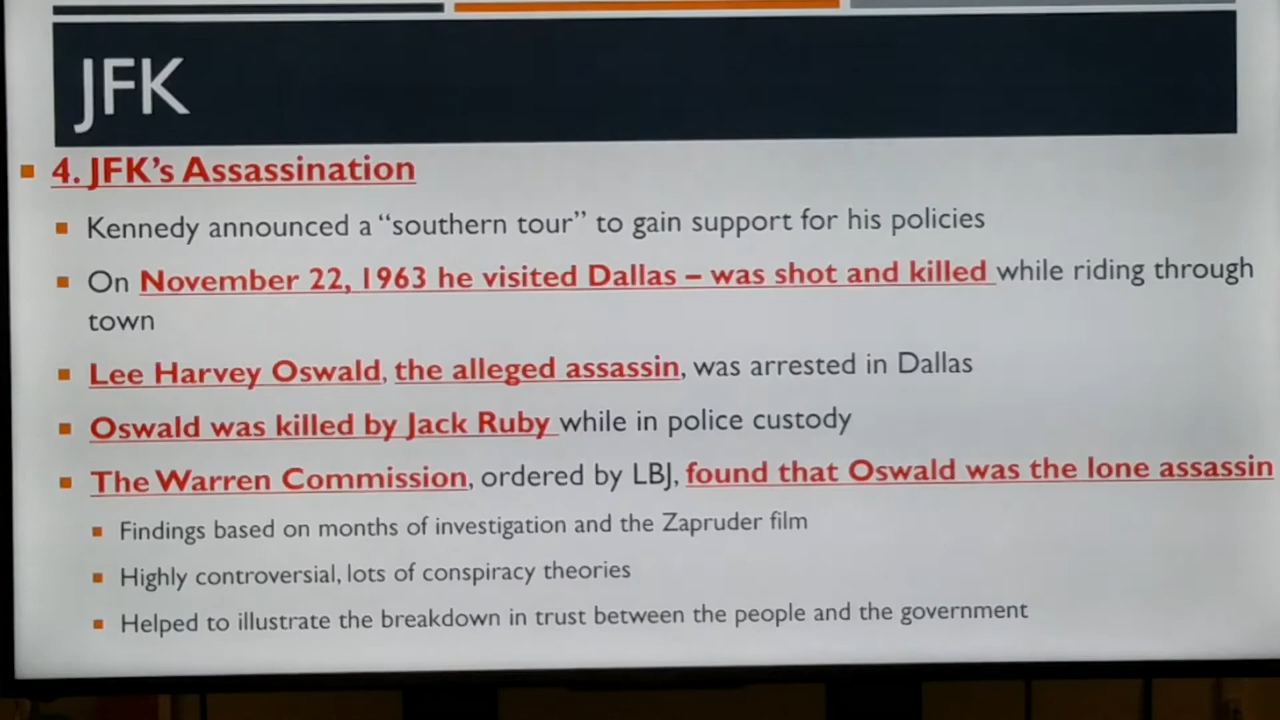 JFK
4. JFK's Assassination
Kennedy announced a “southern tour” to gain support for his policies
On November 22, 1963 he visited Dallas – was shot and killed while riding through
town
Lee Harvey Oswald, the alleged assassin, was arrested in Dallas
Oswald was killed by Jack Ruby while in police custody
The Warren Commission, ordered by LBJ, found that Oswald was the lone assassin
Findings based on months of investigation and the Zapruder film
Highly controversial, lots of conspiracy theories
Helped to illustrate the breakdown in trust between the people and the government